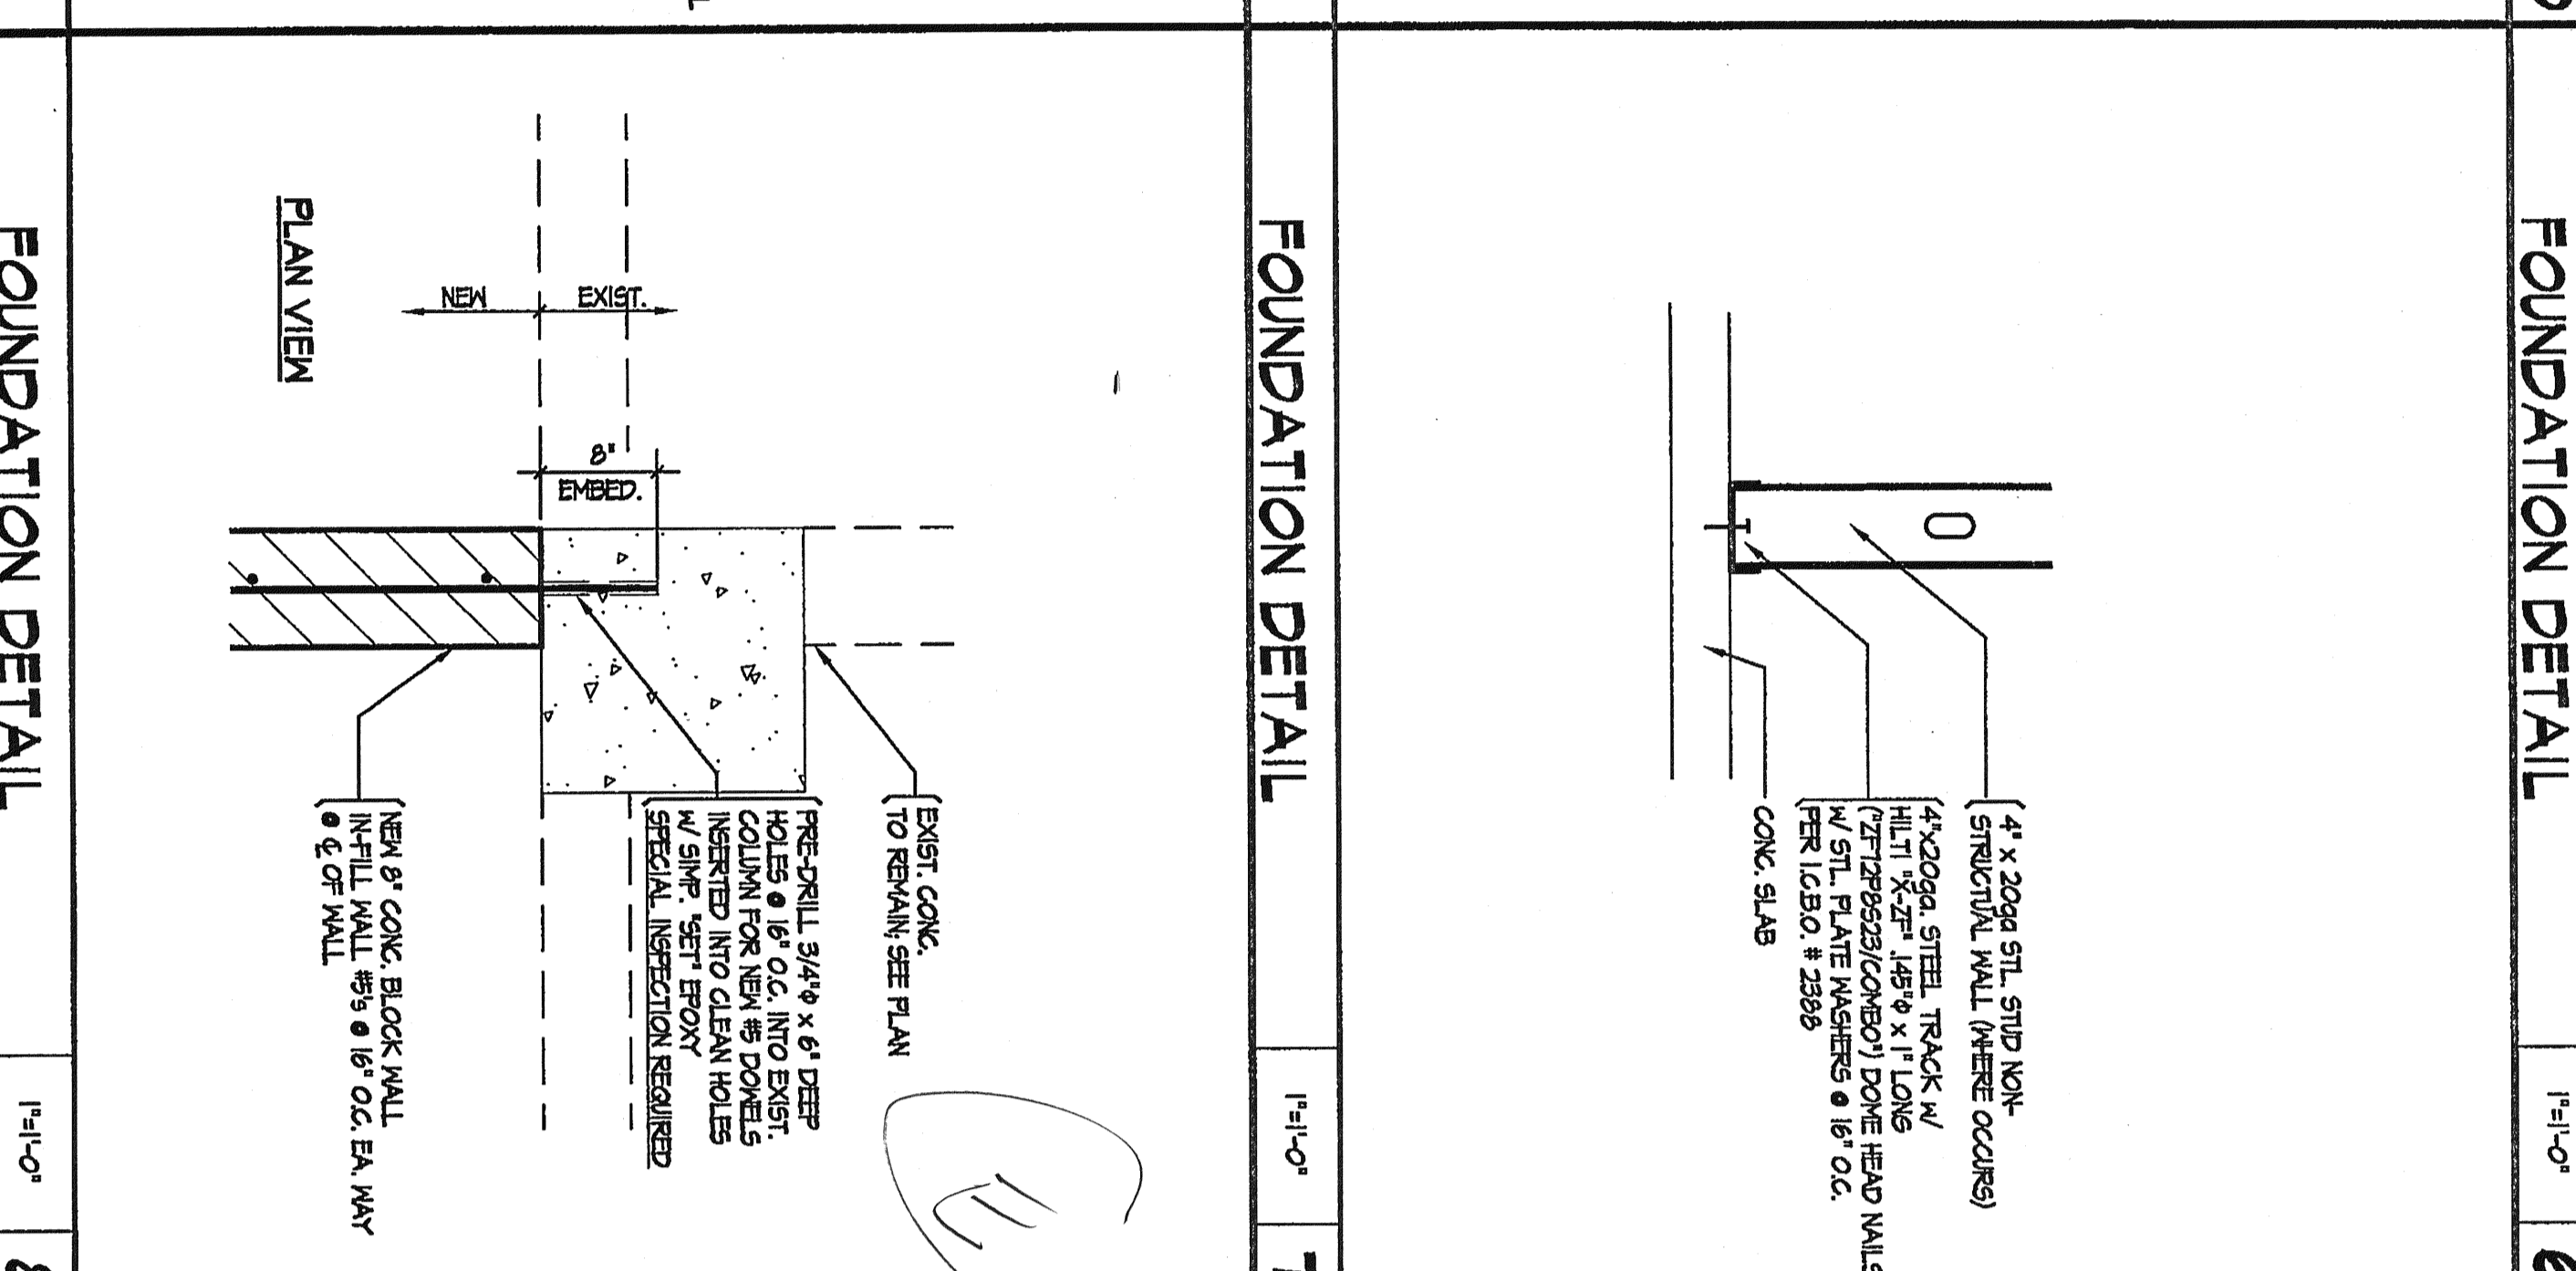 FOUNDATION DETAIL
1"=1'-0"
4" x 20ga STL. STUD NON-
STRUCTUAL WALL (WHERE OCCURS)
4"x20ga. STEEL TRACK W/
HILTI "X-ZF" .145"Φ x 1" LONG
("ZF72P8S23/COMBO") DOME HEAD NAILS
W/ STL. PLATE WASHERS @ 16" O.C.
PER I.C.B.O. # 2388
CONC. SLAB
FOUNDATION DETAIL
1"=1'-0"
7
EXIST. CONC.
TO REMAIN; SEE PLAN
PRE-DRILL 3/4"Φ x 6" DEEP
HOLES @ 16" O.C. INTO EXIST.
COLUMN FOR NEW #5 DOWELS
INSERTED INTO CLEAN HOLES
W/ SIMP. "SET" EPOXY
SPECIAL INSPECTION REQUIRED
NEW 8" CONC. BLOCK WALL
IN-FILL WALL #5's @ 16" O.C. EA. WAY
@ ℄ OF WALL
8"
EMBED.
NEW
EXIST.
PLAN VIEW
FOUNDATION DETAIL
1"=1'-0"
8